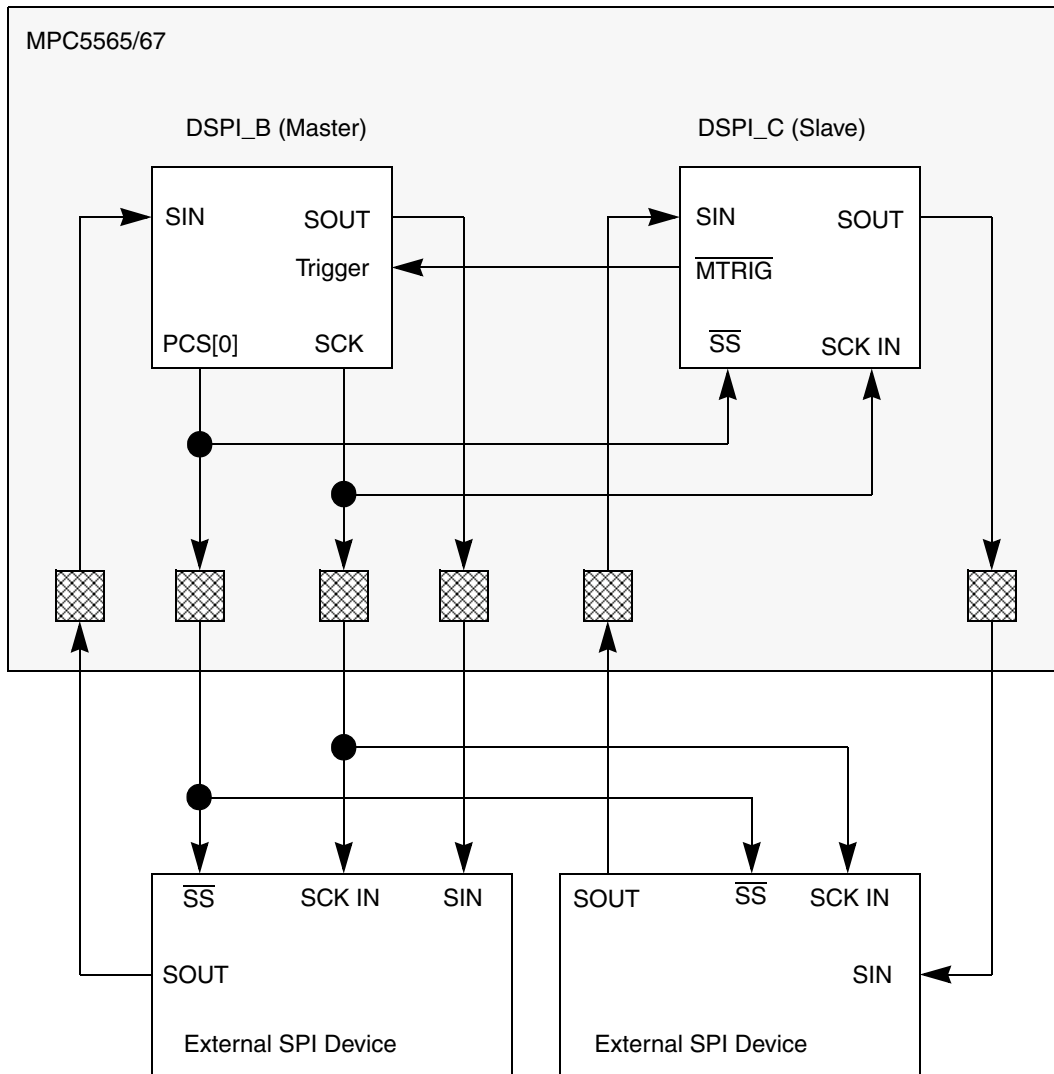 MPC5565/67
DSPI_B (Master)
DSPI_C (Slave)
SIN
SOUT
Trigger
PCS[0]
SCK
SIN
SOUT
MTRIG
SS
SCK IN
SS
SCK IN
SIN
SOUT
External SPI Device
SOUT
SS
SCK IN
SIN
External SPI Device